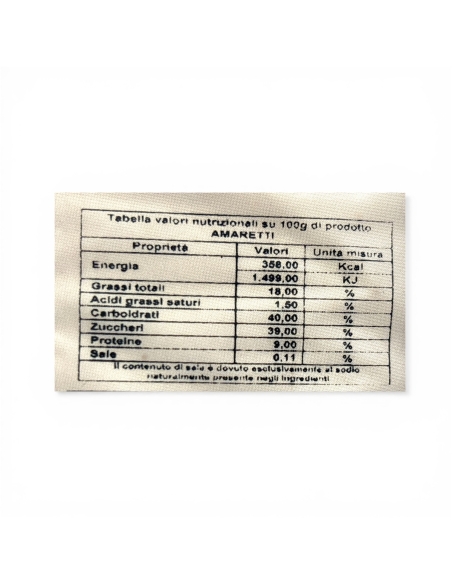 Tabella valori nutrizionali su 100g di prodotto
AMARETTI
Proprietà Valori Unita misura
Energia 358,00 Kcal
1.499,00 KJ
Grassi totali 18,00 %
Acidi grassi saturi 1,50 %
Carboidrati 40,00 %
Zuccheri 39,00 %
Proteine 9,00 %
Sale 0,11 %
Il contenuto di sale è dovuto esclusivamente al sodio
naturalmente presente negli ingredienti